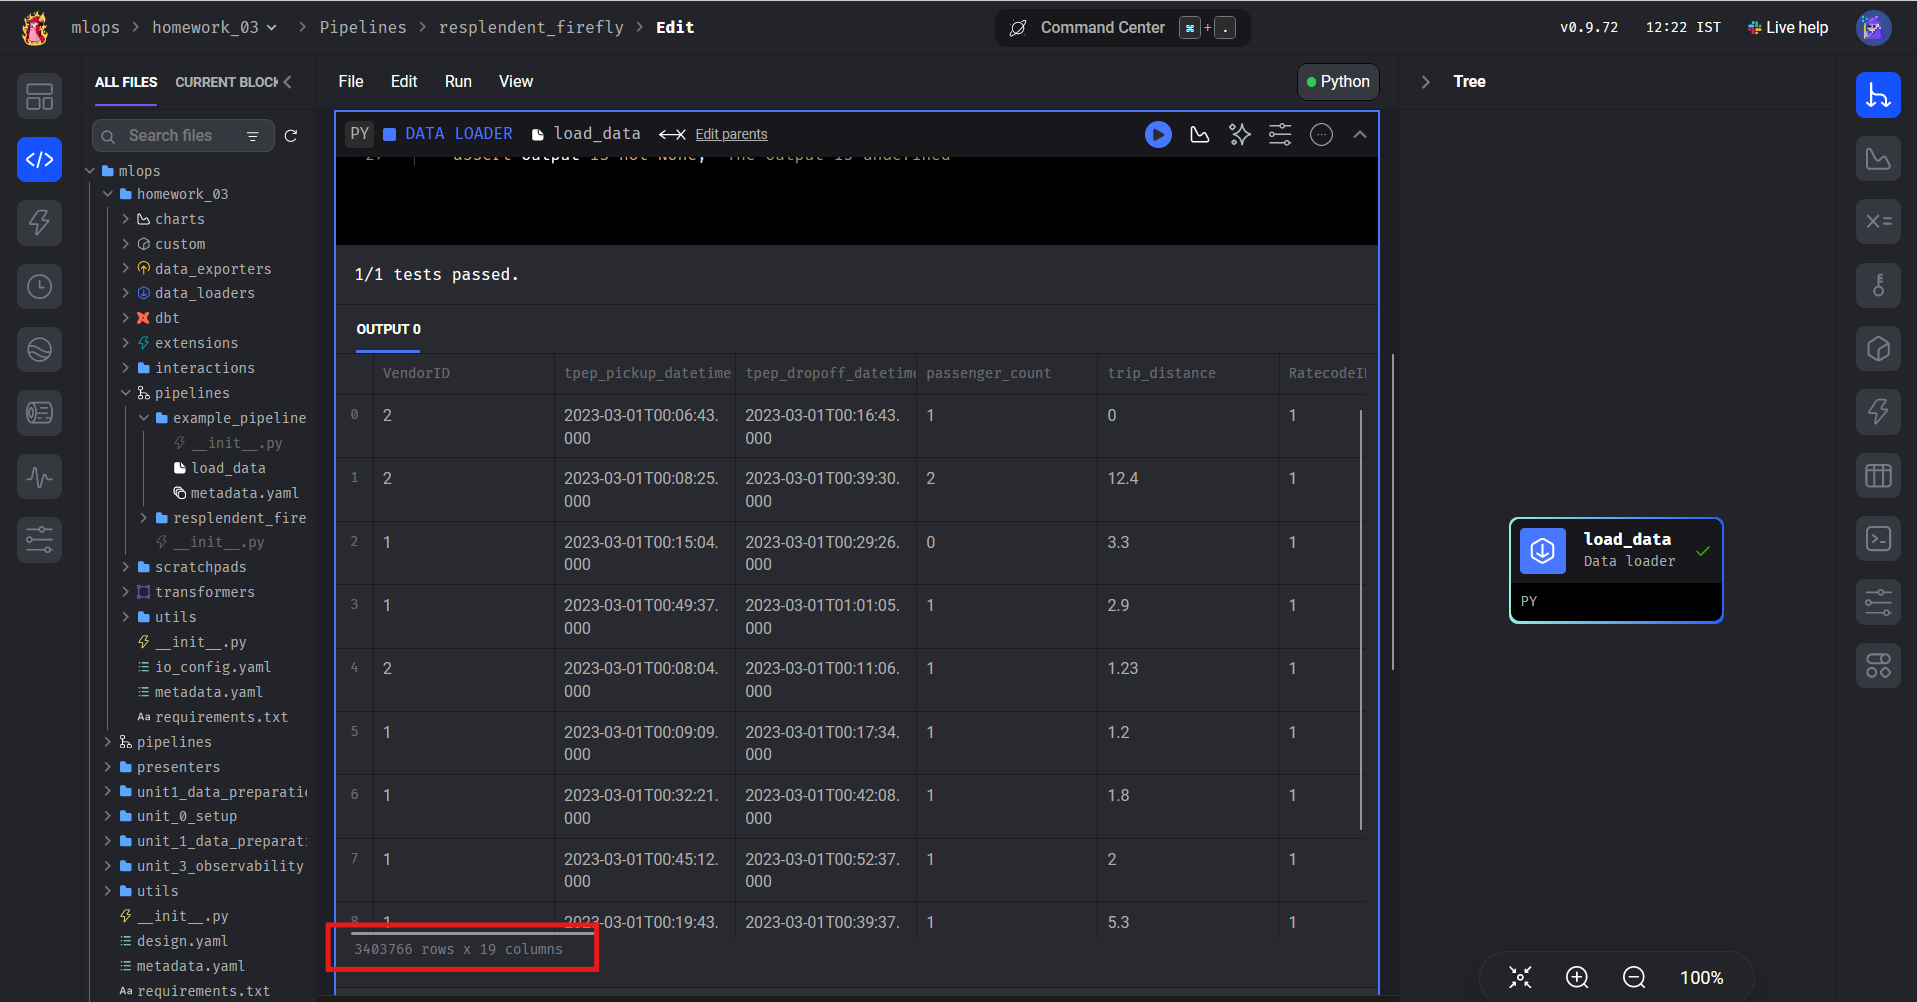 mlops > homework_03 > Pipelines > resplendent_firefly > Edit
Command Center ⌘ + .
v0.9.72 12:22 IST Live help
ALL FILES CURRENT BLOCK
File Edit Run View
Python
Tree
Search files
mlops
homework_03
charts
custom
data_exporters
data_loaders
dbt
extensions
interactions
pipelines
example_pipeline
__init__.py
load_data
metadata.yaml
resplendent_fire
__init__.py
scratchpads
transformers
utils
__init__.py
io_config.yaml
metadata.yaml
Aa requirements.txt
pipelines
presenters
unit1_data_preparati
unit_0_setup
unit_1_data_preparat
unit_3_observability
utils
__init__.py
design.yaml
metadata.yaml
Aa requirements.txt
PY DATA LOADER load_data Edit parents
27 assert output is not None, 'The output is undefined'
1/1 tests passed.
OUTPUT 0
VendorID tpep_pickup_datetime tpep_dropoff_datetime passenger_count trip_distance RatecodeI
0 2 2023-03-01T00:06:43.000 2023-03-01T00:16:43.000 1 0 1
1 2 2023-03-01T00:08:25.000 2023-03-01T00:39:30.000 2 12.4 1
2 1 2023-03-01T00:15:04.000 2023-03-01T00:29:26.000 0 3.3 1
3 1 2023-03-01T00:49:37.000 2023-03-01T01:01:05.000 1 2.9 1
4 2 2023-03-01T00:08:04.000 2023-03-01T00:11:06.000 1 1.23 1
5 1 2023-03-01T00:09:09.000 2023-03-01T00:17:34.000 1 1.2 1
6 1 2023-03-01T00:32:21.000 2023-03-01T00:42:08.000 1 1.8 1
7 1 2023-03-01T00:45:12.000 2023-03-01T00:52:37.000 1 2 1
8 1 2023-03-01T00:19:43. 2023-03-01T00:39:37. 1 5.3 1
3403766 rows x 19 columns
load_data
Data loader
PY
100%